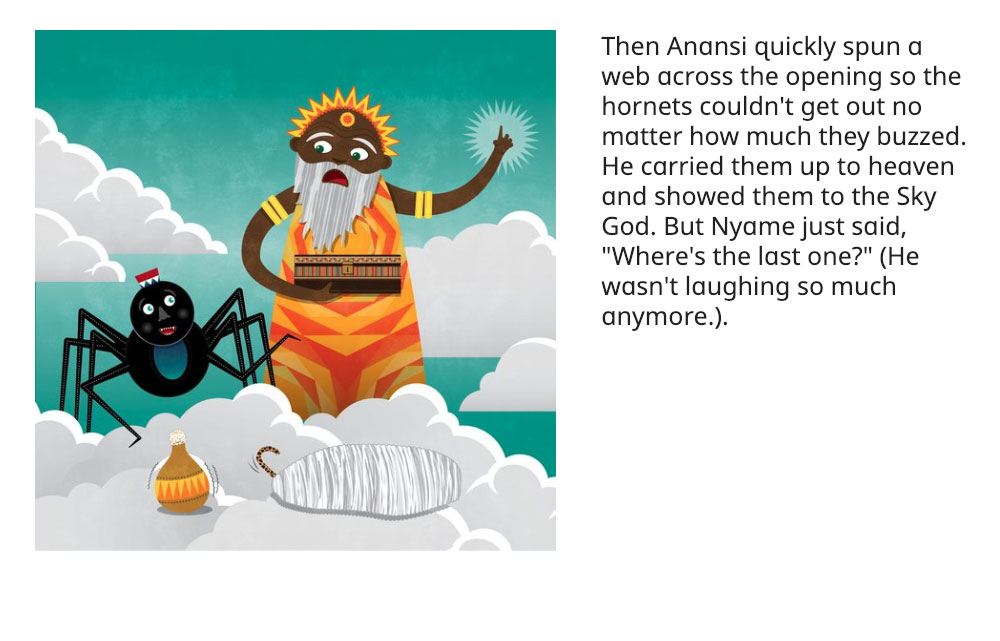 Then Anansi quickly spun a
web across the opening so the
hornets couldn't get out no
matter how much they buzzed.
He carried them up to heaven
and showed them to the Sky
God. But Nyame just said,
"Where's the last one?" (He
wasn't laughing so much
anymore.).